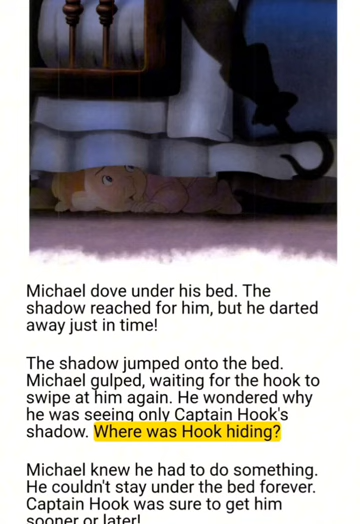 Michael dove under his bed. The
shadow reached for him, but he darted
away just in time!
The shadow jumped onto the bed.
Michael gulped, waiting for the hook to
swipe at him again. He wondered why
he was seeing only Captain Hook's
shadow. Where was Hook hiding?
Michael knew he had to do something.
He couldn't stay under the bed forever.
Captain Hook was sure to get him
sooner or later!